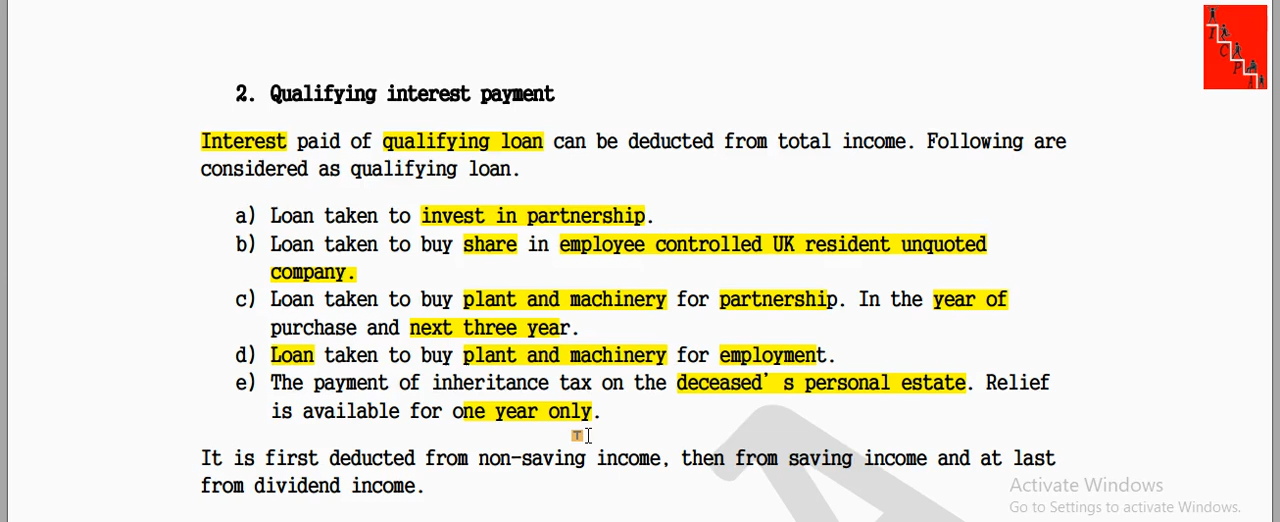 I
C
P
A
2. Qualifying interest payment
Interest paid of qualifying loan can be deducted from total income. Following are
considered as qualifying loan.
a) Loan taken to invest in partnership.
b) Loan taken to buy share in employee controlled UK resident unquoted
company.
c) Loan taken to buy plant and machinery for partnership. In the year of
purchase and next three year.
d) Loan taken to buy plant and machinery for employment.
e) The payment of inheritance tax on the deceased's personal estate. Relief
is available for one year only.
It is first deducted from non-saving income, then from saving income and at last
from dividend income.
Activate Windows
Go to Settings to activate Windows.